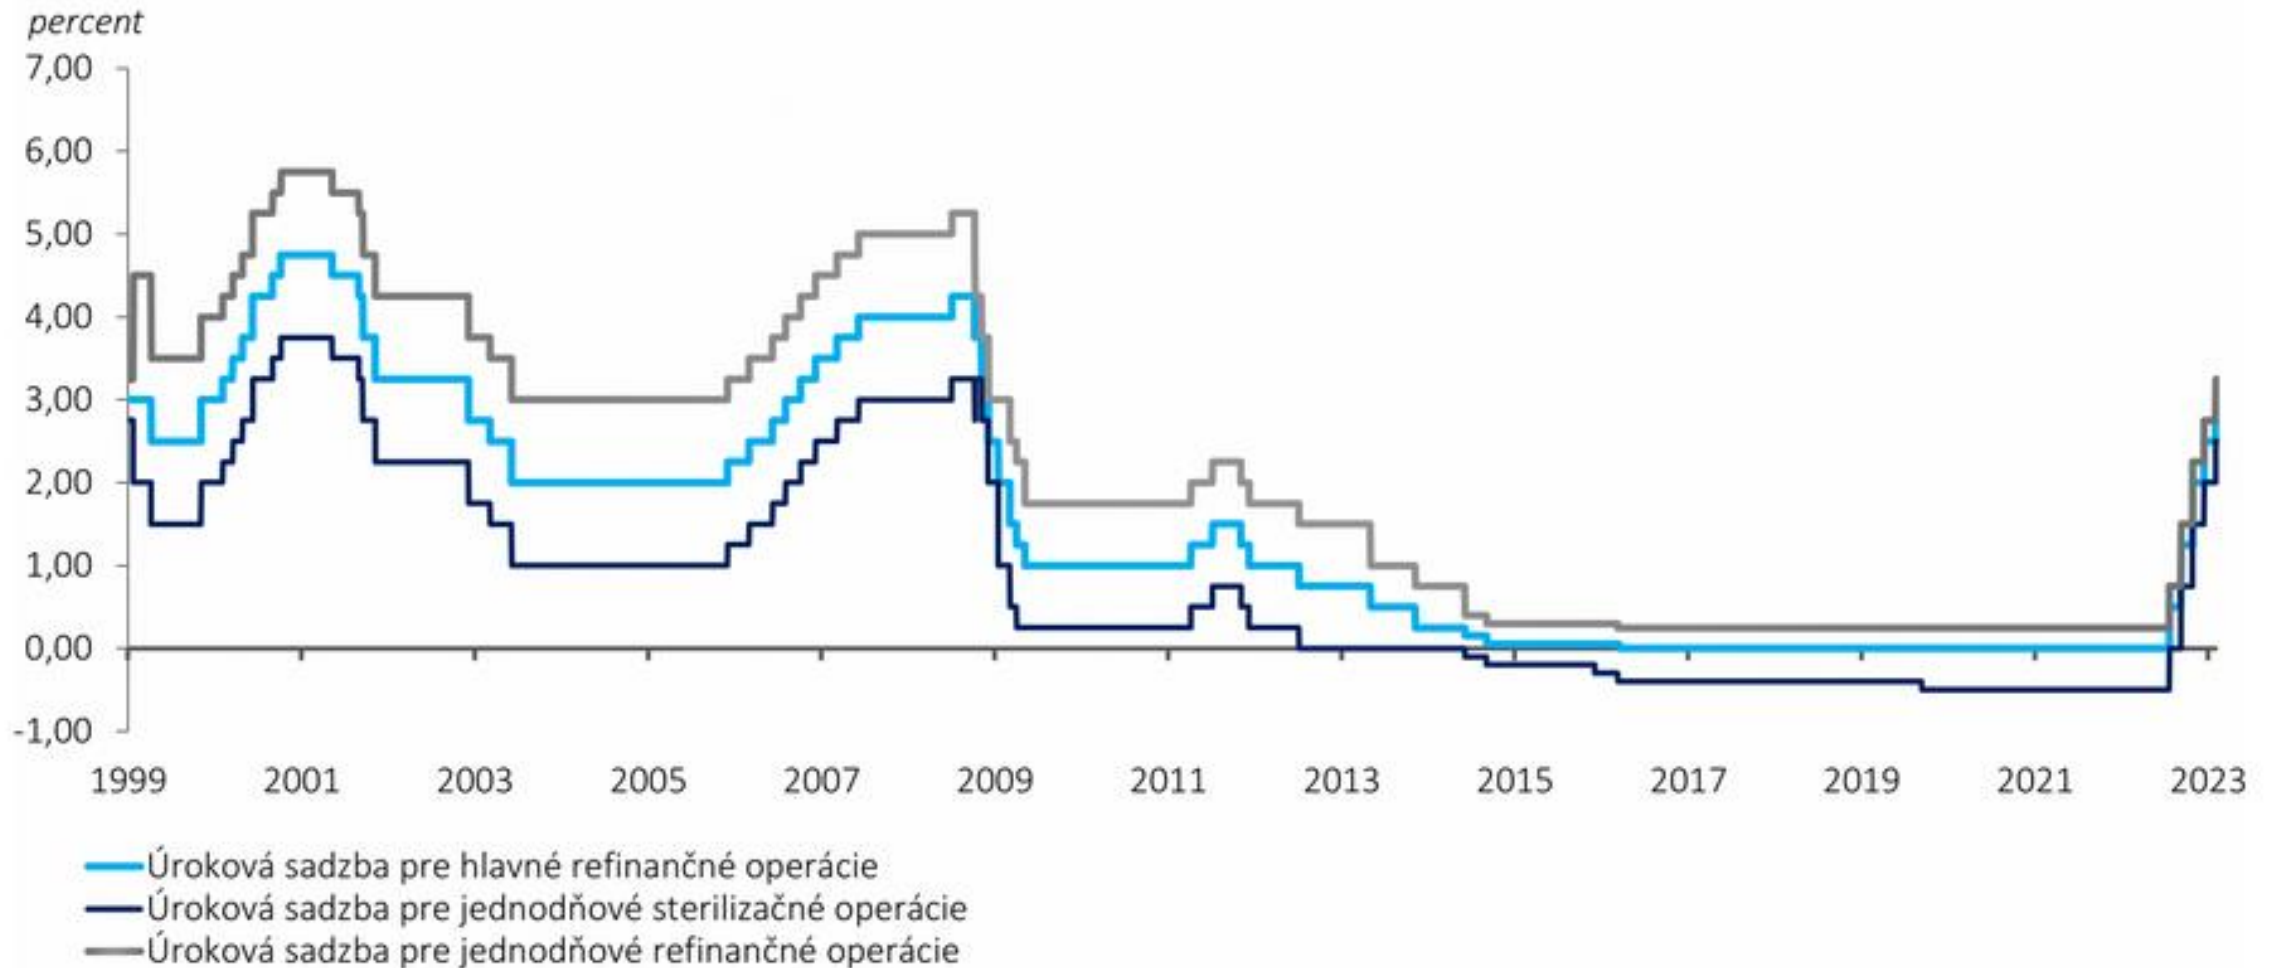 percent
7,00
6,00
5,00
4,00
3,00
2,00
1,00
0,00
-1,00
1999 2001 2003 2005 2007 2009 2011 2013 2015 2017 2019 2021 2023
Úroková sadzba pre hlavné refinančné operácie
Úroková sadzba pre jednodňové sterilizačné operácie
Úroková sadzba pre jednodňové refinančné operácie